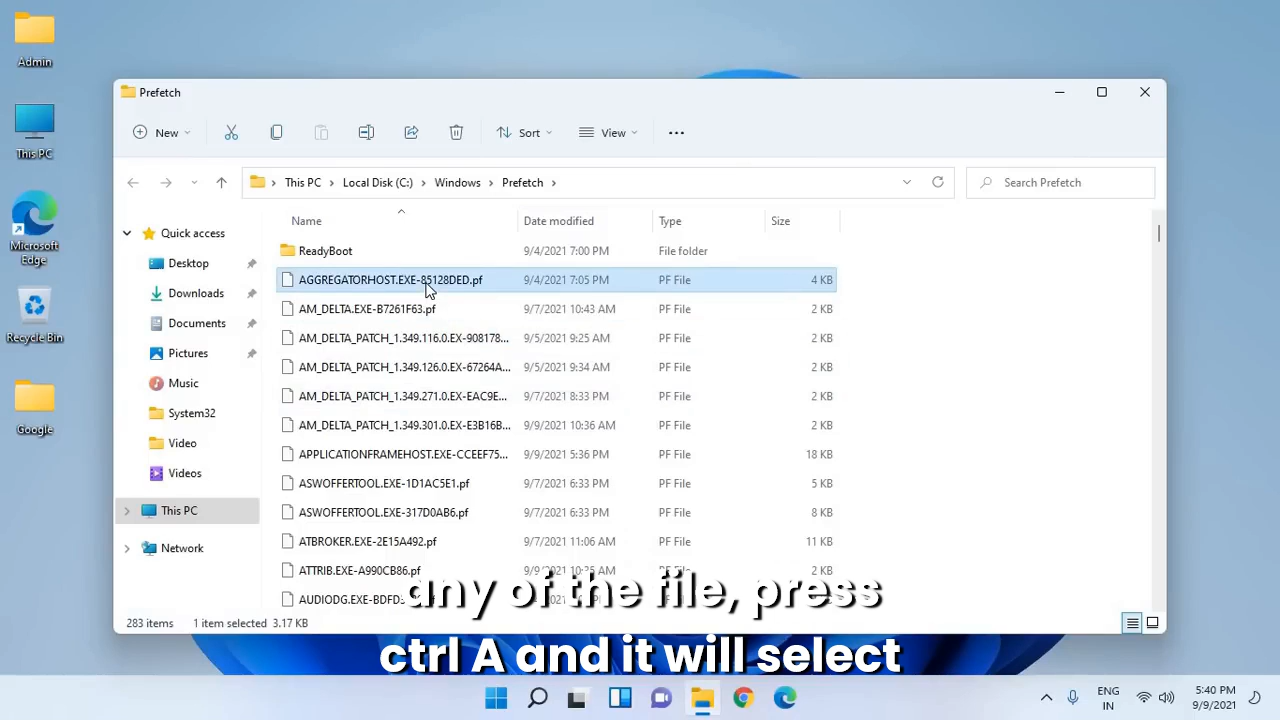 Admin
This PC
Microsoft
Edge
Recycle Bin
Google
Prefetch
New
Sort
View
This PC
Local Disk (C:)
Windows
Prefetch
Search Prefetch
Quick access
Desktop
Downloads
Documents
Pictures
Music
System32
Video
Videos
This PC
Network
Name Date modified Type Size
ReadyBoot 9/4/2021 7:00 PM File folder
AGGREGATORHOST.EXE-85128DED.pf 9/4/2021 7:05 PM PF File 4 KB
AM_DELTA.EXE-B7261F63.pf 9/7/2021 10:43 AM PF File 2 KB
AM_DELTA_PATCH_1.349.116.0.EX-908178... 9/5/2021 9:25 AM PF File 2 KB
AM_DELTA_PATCH_1.349.126.0.EX-67264A... 9/5/2021 9:34 AM PF File 2 KB
AM_DELTA_PATCH_1.349.271.0.EX-EAC9E... 9/7/2021 8:33 PM PF File 2 KB
AM_DELTA_PATCH_1.349.301.0.EX-E3B16B... 9/9/2021 10:36 AM PF File 2 KB
APPLICATIONFRAMEHOST.EXE-CCEEF75... 9/9/2021 5:36 PM PF File 18 KB
ASWOFFERTOOL.EXE-1D1AC5E1.pf 9/7/2021 6:33 PM PF File 5 KB
ASWOFFERTOOL.EXE-317D0AB6.pf 9/7/2021 6:33 PM PF File 8 KB
ATBROKER.EXE-2E15A492.pf 9/7/2021 11:06 AM PF File 11 KB
ATTRIB.EXE-A990CB86.pf PF File 2 KB
AUDIODG.EXE-BDFD
283 items 1 item selected 3.17 KB
any of the file, press
ctrl A and it will select
ENG
IN
5:40 PM
9/9/2021